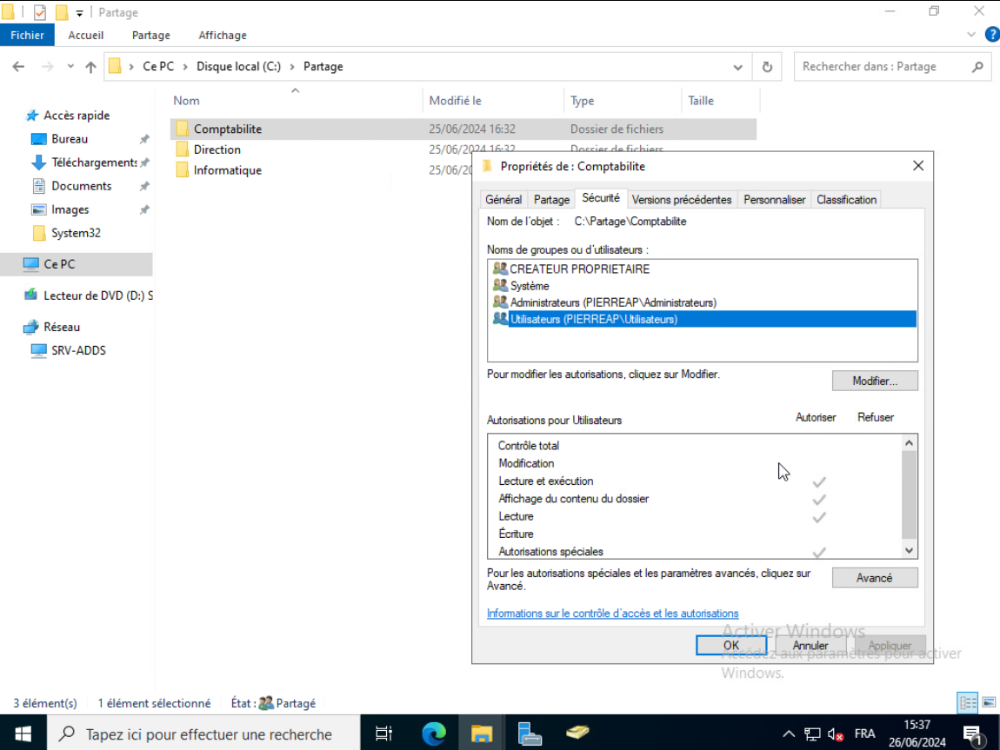 Partage
Fichier Accueil Partage Affichage
Ce PC Disque local (C:) Partage
Rechercher dans : Partage
Nom Modifié le Type Taille
Accès rapide
Bureau
Téléchargements
Documents
Images
System32
Ce PC
Lecteur de DVD (D:) S
Réseau
SRV-ADDS
Comptabilite 25/06/2024 16:32 Dossier de fichiers
Direction 25/06/2024 16:32 Dossier de fichiers
Informatique 25/06/20
Propriétés de : Comptabilite
Général Partage Sécurité Versions précédentes Personnaliser Classification
Nom de l'objet : C:\Partage\Comptabilite
Noms de groupes ou d'utilisateurs :
CREATEUR PROPRIETAIRE
Système
Administrateurs (PIERREAP\Administrateurs)
Utilisateurs (PIERREAP\Utilisateurs)
Pour modifier les autorisations, cliquez sur Modifier.
Modifier...
Autorisations pour Utilisateurs Autoriser Refuser
Contrôle total
Modification
Lecture et exécution
Affichage du contenu du dossier
Lecture
Écriture
Autorisations spéciales
Pour les autorisations spéciales et les paramètres avancés, cliquez sur
Avancé.
Avancé
Informations sur le contrôle d'accès et les autorisations
OK Annuler Appliquer
Activer Windows
Accédez aux paramètres pour activer
Windows.
3 élément(s) 1 élément sélectionné État : Partagé
Tapez ici pour effectuer une recherche
FRA
15:37
26/06/2024
1